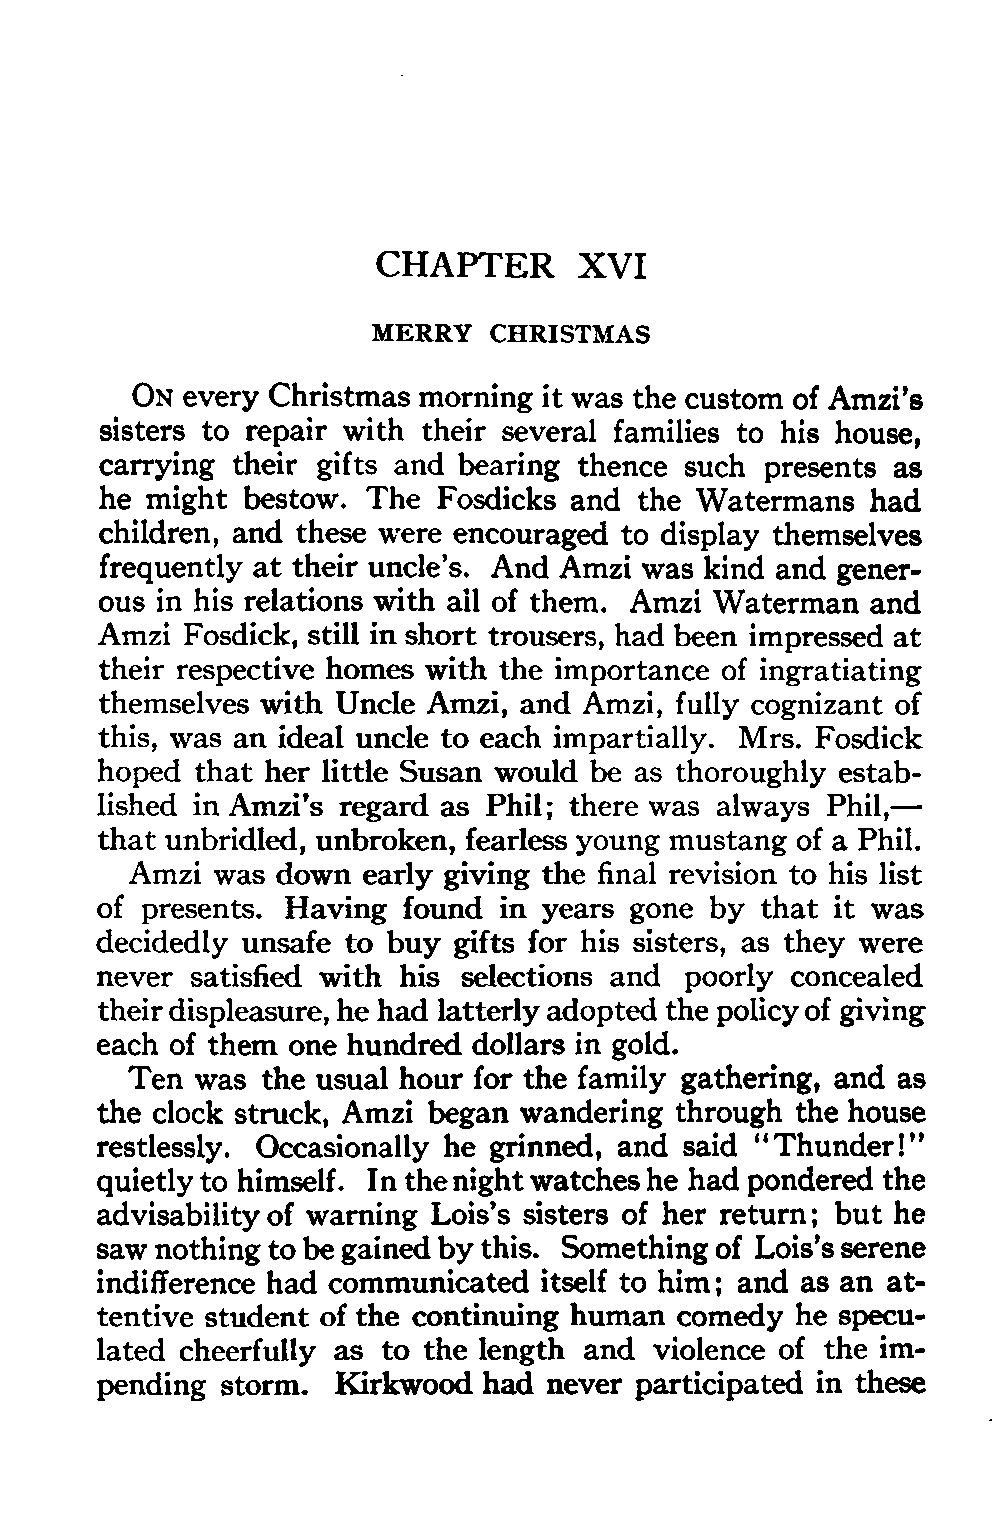 CHAPTER XVI
MERRY CHRISTMAS
ON every Christmas morning it was the custom of Amzi's
sisters to repair with their several families to his house,
carrying their gifts and bearing thence such presents as
he might bestow. The Fosdicks and the Watermans had
children, and these were encouraged to display themselves
frequently at their uncle's. And Amzi was kind and gener-
ous in his relations with all of them. Amzi Waterman and
Amzi Fosdick, still in short trousers, had been impressed at
their respective homes with the importance of ingratiating
themselves with Uncle Amzi, and Amzi, fully cognizant of
this, was an ideal uncle to each impartially. Mrs. Fosdick
hoped that her little Susan would be as thoroughly estab-
lished in Amzi's regard as Phil; there was always Phil,—
that unbridled, unbroken, fearless young mustang of a Phil.
Amzi was down early giving the final revision to his list
of presents. Having found in years gone by that it was
decidedly unsafe to buy gifts for his sisters, as they were
never satisfied with his selections and poorly concealed
their displeasure, he had latterly adopted the policy of giving
each of them one hundred dollars in gold.
Ten was the usual hour for the family gathering, and as
the clock struck, Amzi began wandering through the house
restlessly. Occasionally he grinned, and said "Thunder!"
quietly to himself. In the night watches he had pondered the
advisability of warning Lois's sisters of her return; but he
saw nothing to be gained by this. Something of Lois's serene
indifference had communicated itself to him; and as an at-
tentive student of the continuing human comedy he specu-
lated cheerfully as to the length and violence of the im-
pending storm. Kirkwood had never participated in these